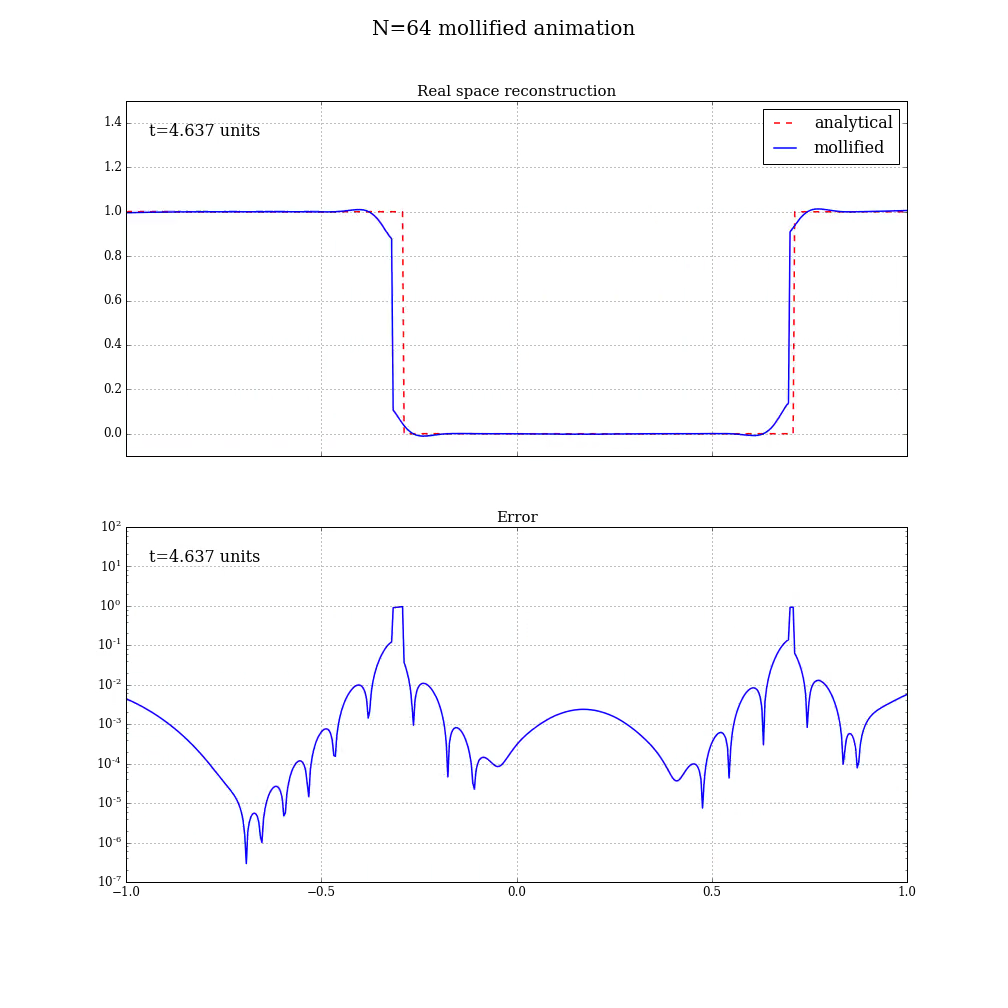 N=64 mollified animation
Real space reconstruction
t=4.637 units
analytical
mollified
1.4
1.2
1.0
0.8
0.6
0.4
0.2
0.0
Error
t=4.637 units
10²
10¹
10⁰
10⁻¹
10⁻²
10⁻³
10⁻⁴
10⁻⁵
10⁻⁶
10⁻⁷
−1.0 −0.5 0.0 0.5 1.0